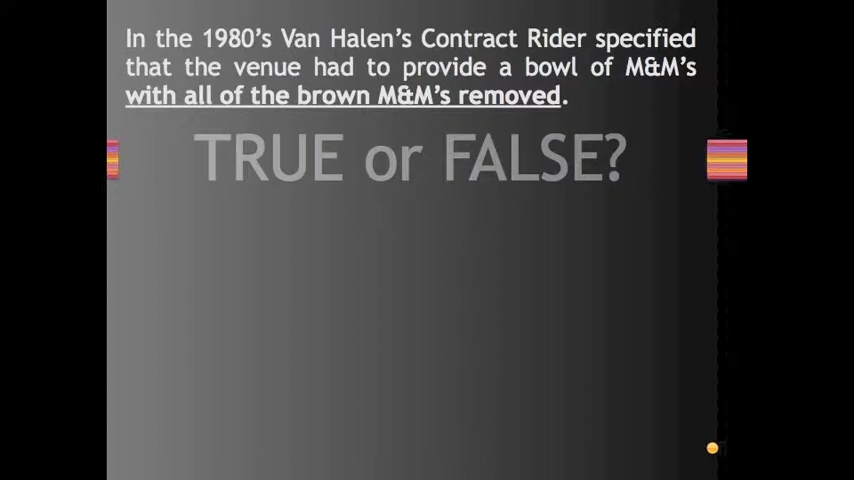 In the 1980’s Van Halen’s Contract Rider specified
that the venue had to provide a bowl of M&M’s
with all of the brown M&M’s removed.
TRUE or FALSE?